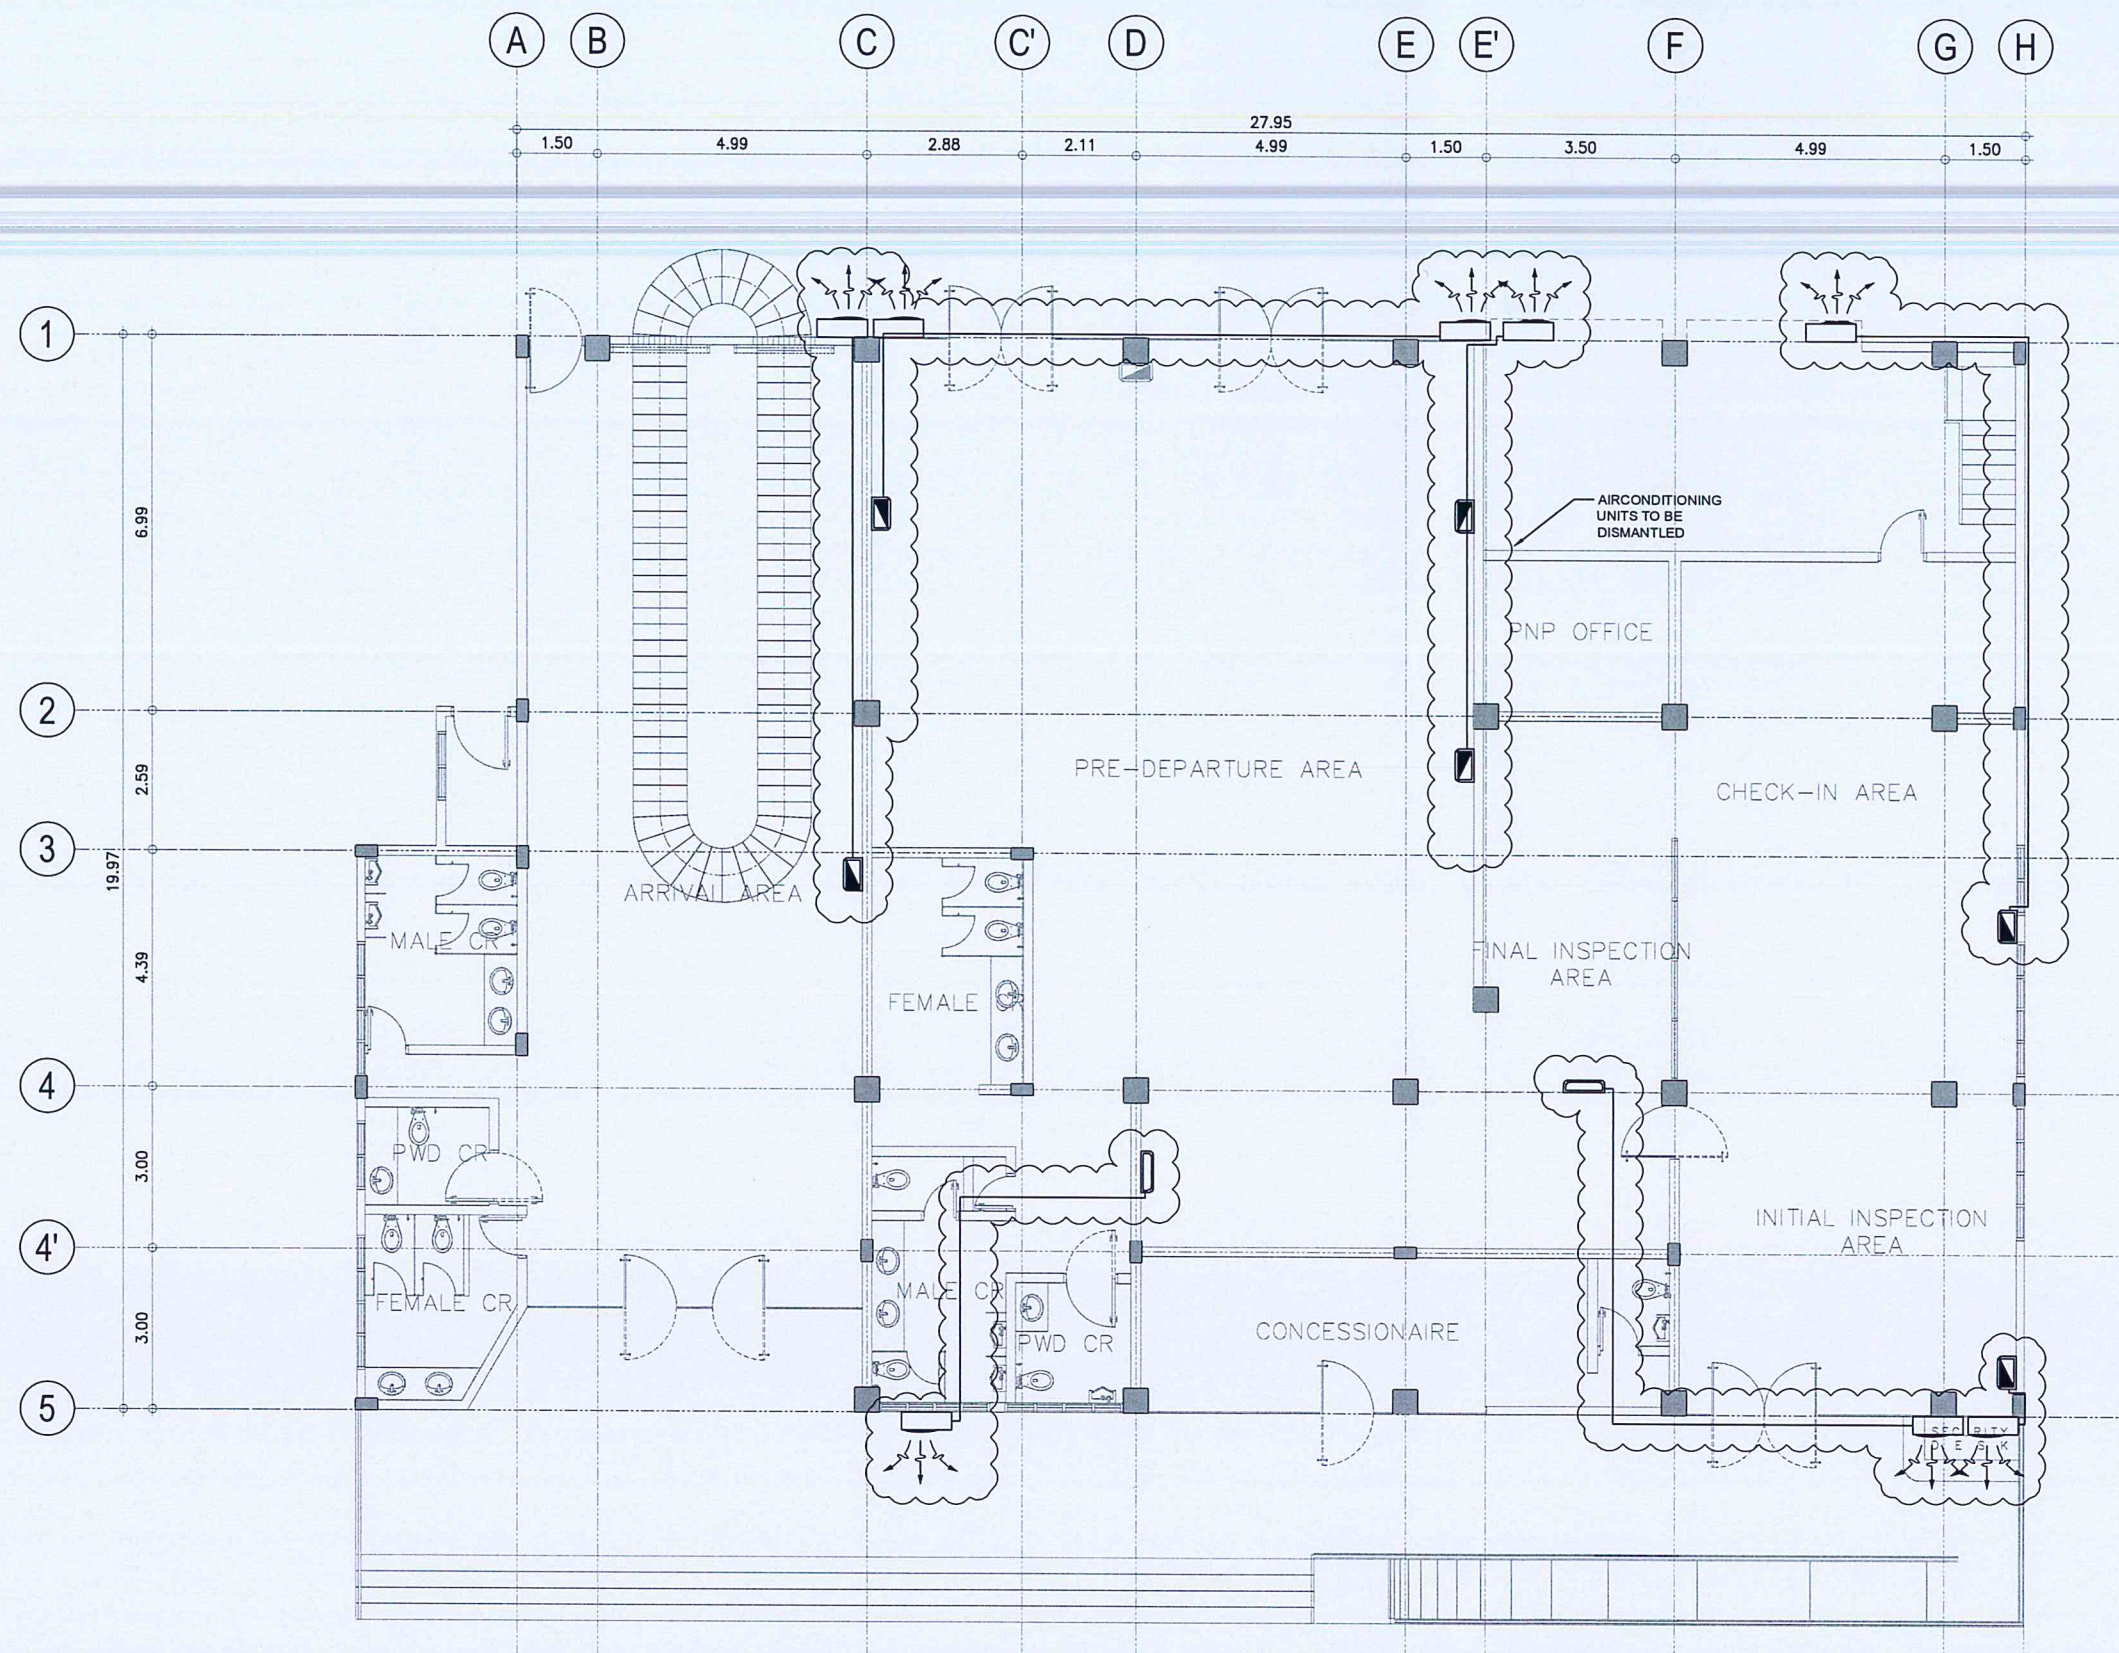 A B C C' D E E' F G H
27.95
1.50 4.99 2.88 2.11 4.99 1.50 3.50 4.99 1.50
1
6.99
AIRCONDITIONING
UNITS TO BE
DISMANTLED
PNP OFFICE
2
2.59
PRE-DEPARTURE AREA
CHECK-IN AREA
3
19.97
ARRIVAL AREA
4.39
MALE CR
FINAL INSPECTION
AREA
FEMALE CR
4
3.00
PWD CR
INITIAL INSPECTION
AREA
4'
MALE CR
FEMALE CR
3.00
CONCESSIONAIRE
PWD CR
5
SEC RITY
D E S K